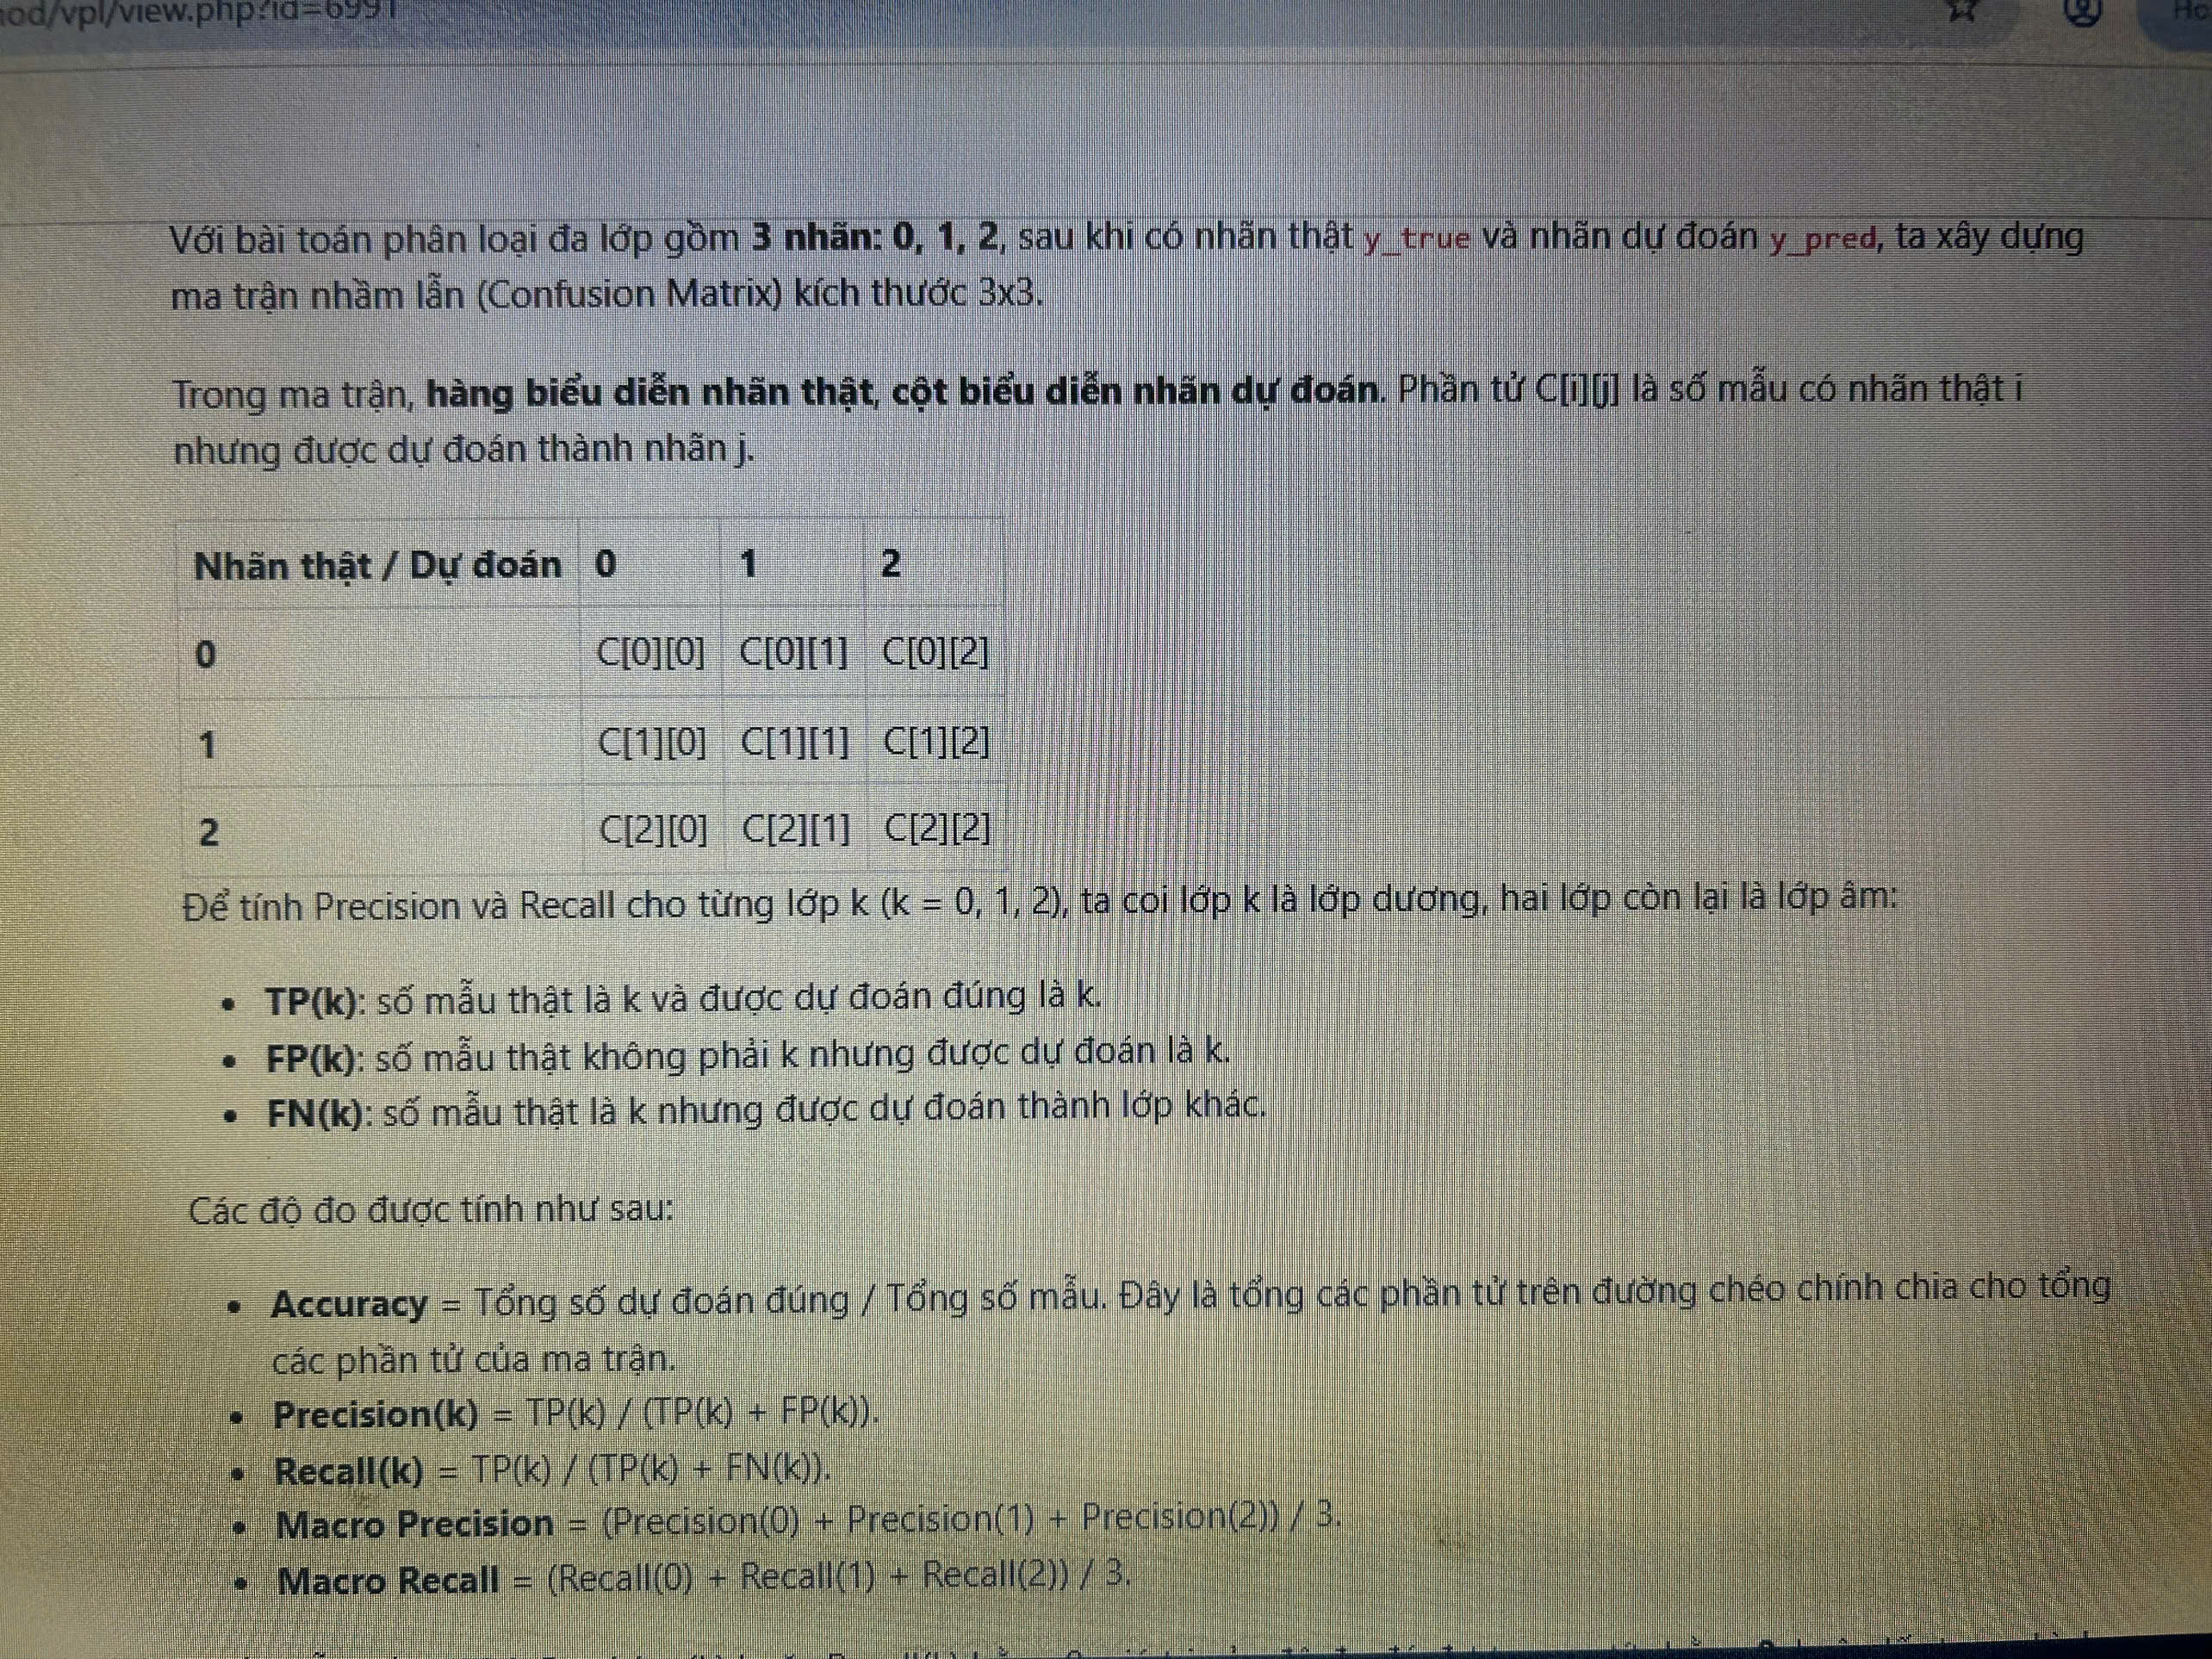 mod/vpl/view.php?id=6991
Với bài toán phân loại đa lớp gồm 3 nhãn: 0, 1, 2, sau khi có nhãn thật y_true và nhãn dự đoán y_pred, ta xây dựng
ma trận nhầm lẫn (Confusion Matrix) kích thước 3x3.
Trong ma trận, hàng biểu diễn nhãn thật, cột biểu diễn nhãn dự đoán. Phần tử C[i][j] là số mẫu có nhãn thật i
nhưng được dự đoán thành nhãn j.
Nhãn thật / Dự đoán 0 1 2
0 C[0][0] C[0][1] C[0][2]
1 C[1][0] C[1][1] C[1][2]
2 C[2][0] C[2][1] C[2][2]
Để tính Precision và Recall cho từng lớp k (k = 0, 1, 2), ta coi lớp k là lớp dương, hai lớp còn lại là lớp âm:
• TP(k): số mẫu thật là k và được dự đoán đúng là k.
• FP(k): số mẫu thật không phải k nhưng được dự đoán là k.
• FN(k): số mẫu thật là k nhưng được dự đoán thành lớp khác.
Các độ đo được tính như sau:
• Accuracy = Tổng số dự đoán đúng / Tổng số mẫu. Đây là tổng các phần tử trên đường chéo chính chia cho tổng
các phần tử của ma trận.
• Precision(k) = TP(k) / (TP(k) + FP(k)).
• Recall(k) = TP(k) / (TP(k) + FN(k)).
• Macro Precision = (Precision(0) + Precision(1) + Precision(2)) / 3.
• Macro Recall = (Recall(0) + Recall(1) + Recall(2)) / 3.